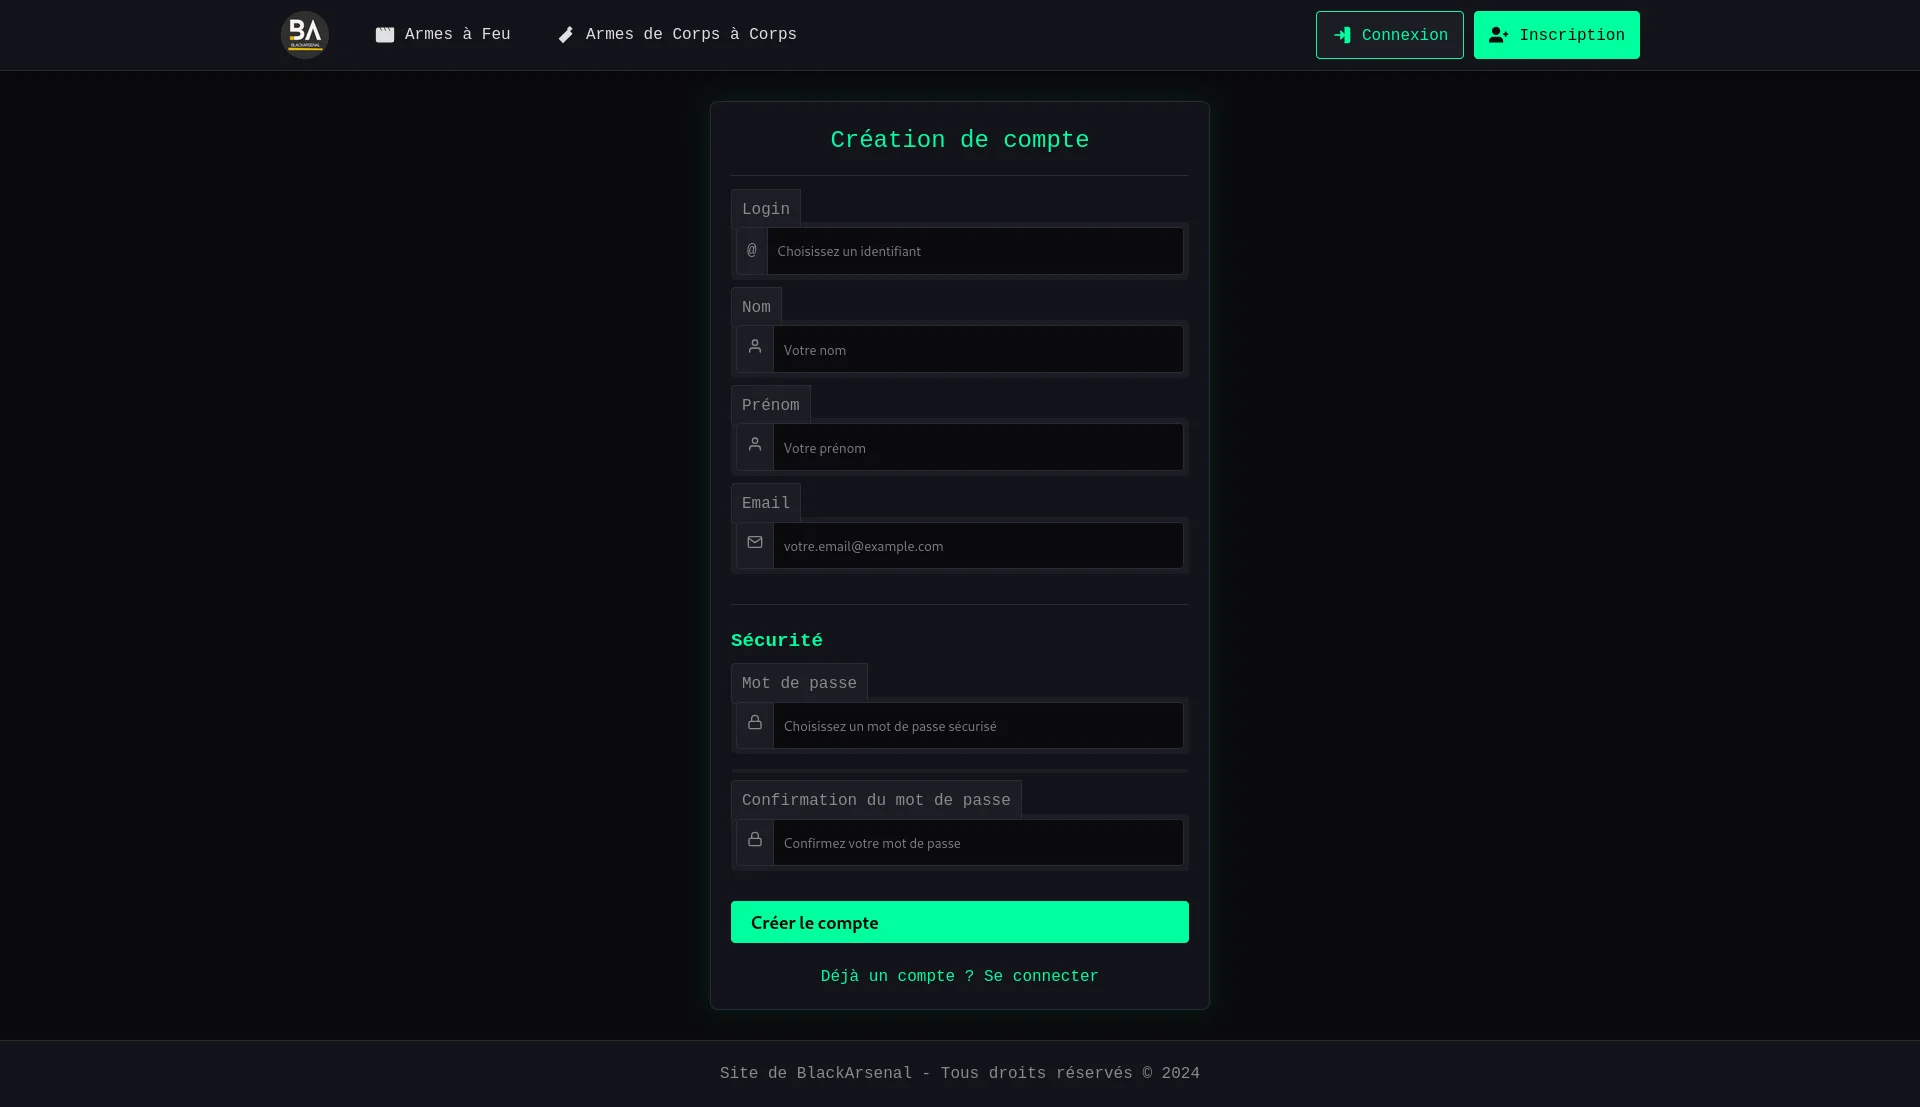 BA
BLACKARSENAL
Armes à Feu
Armes de Corps à Corps
Connexion
Inscription
Création de compte
Login
@ Choisissez un identifiant
Nom
Votre nom
Prénom
Votre prénom
Email
votre.email@example.com
Sécurité
Mot de passe
Choisissez un mot de passe sécurisé
Confirmation du mot de passe
Confirmez votre mot de passe
Créer le compte
Déjà un compte ? Se connecter
Site de BlackArsenal - Tous droits réservés © 2024